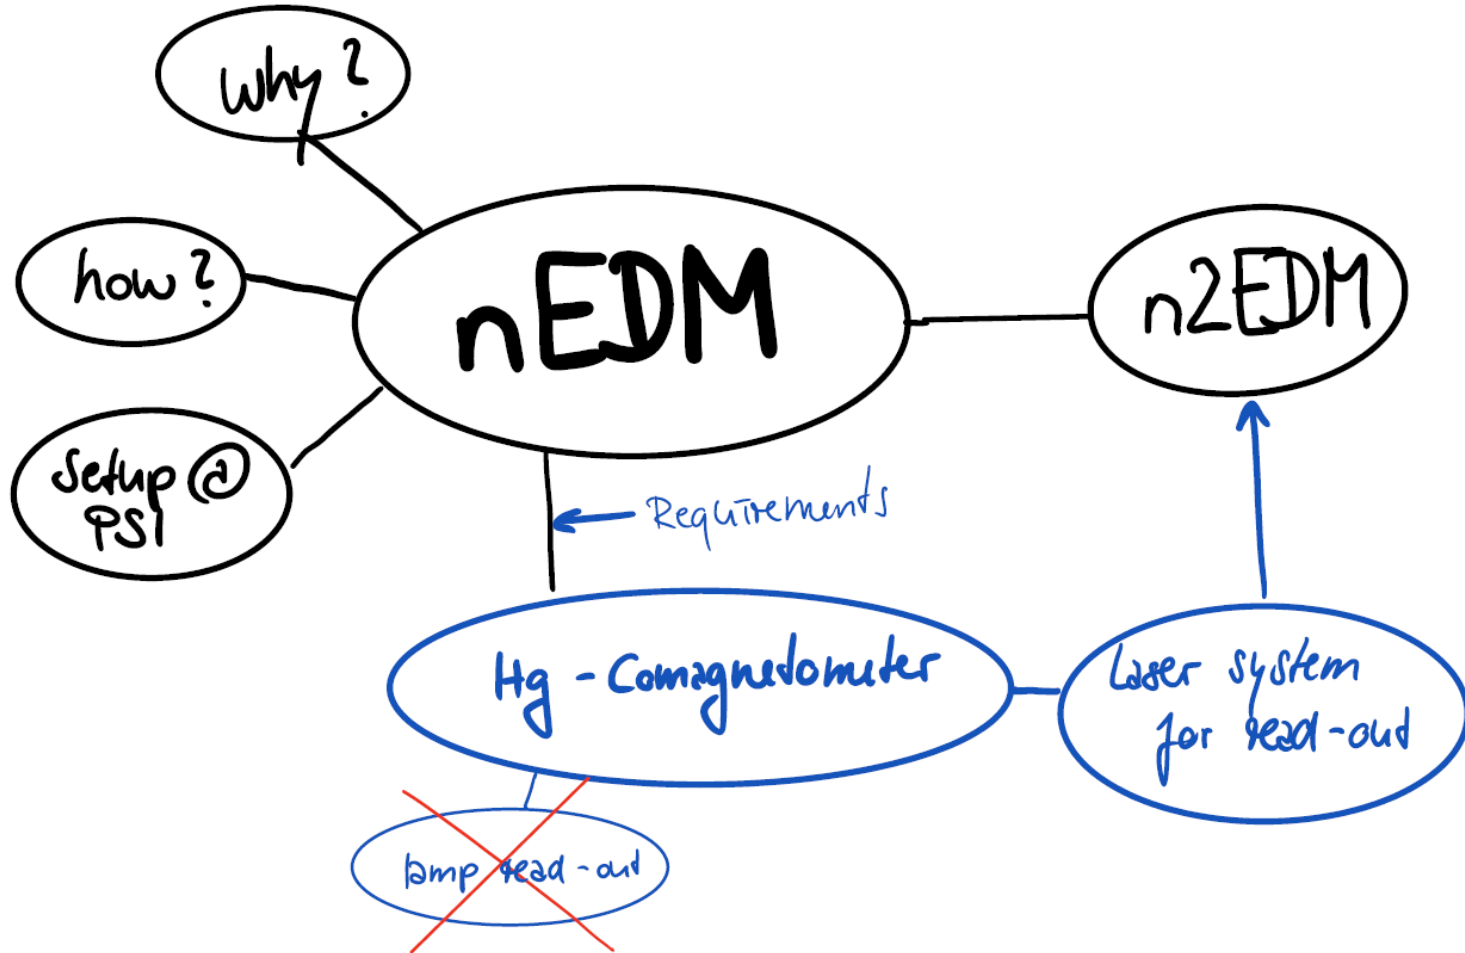 why?
how?
nEDM
n2EDM
Setup @
PSI
Requirements
Hg - Comagnetometer
Laser system
for read-out
lamp read-out